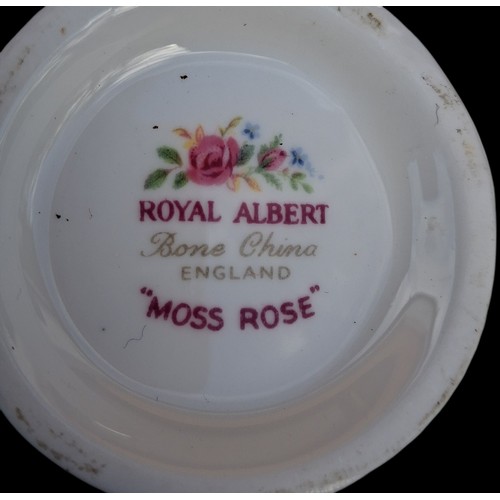 ROYAL ALBERT
Bone China
ENGLAND
"MOSS ROSE"